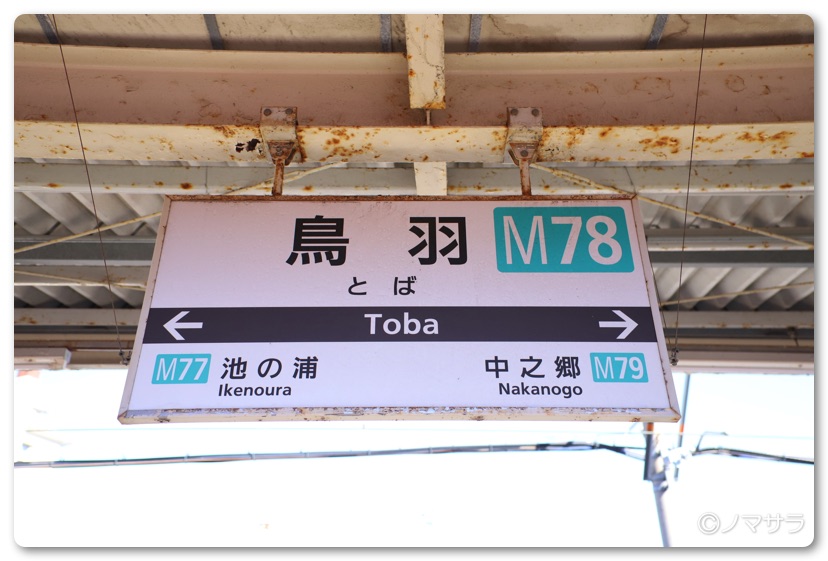 鳥羽 M78
とば
← Toba →
M77 池の浦 中之郷 M79
Ikenoura Nakanogo
©ノマサラ